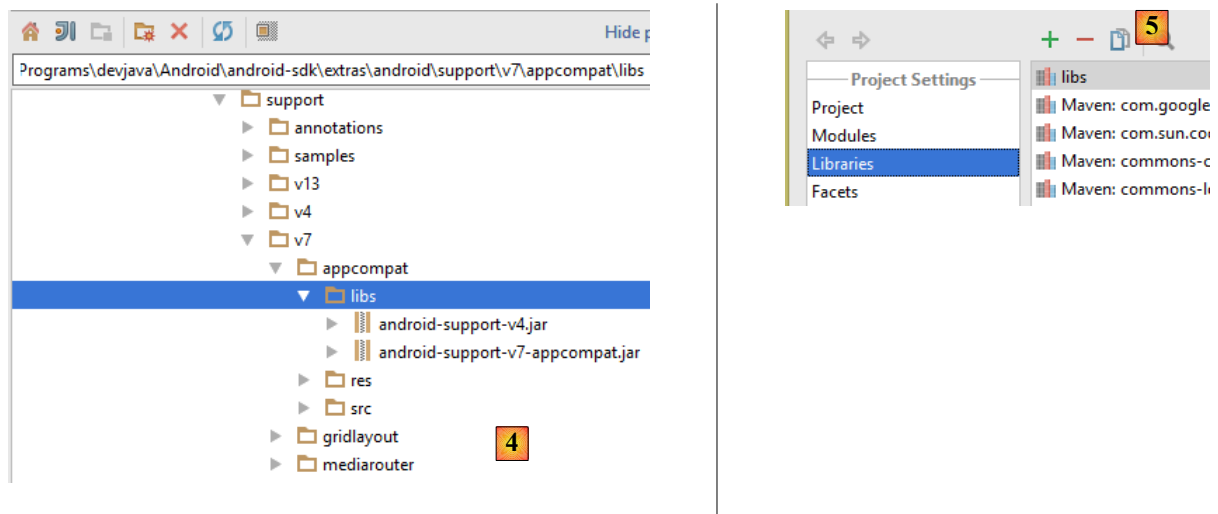 Hide p
Programs\devjava\Android\android-sdk\extras\android\support\v7\appcompat\libs
support
annotations
samples
v13
v4
v7
appcompat
libs
android-support-v4.jar
android-support-v7-appcompat.jar
res
src
gridlayout
mediarouter
4
5
Project Settings
Project
Modules
Libraries
Facets
libs
Maven: com.google
Maven: com.sun.co
Maven: commons-c
Maven: commons-l